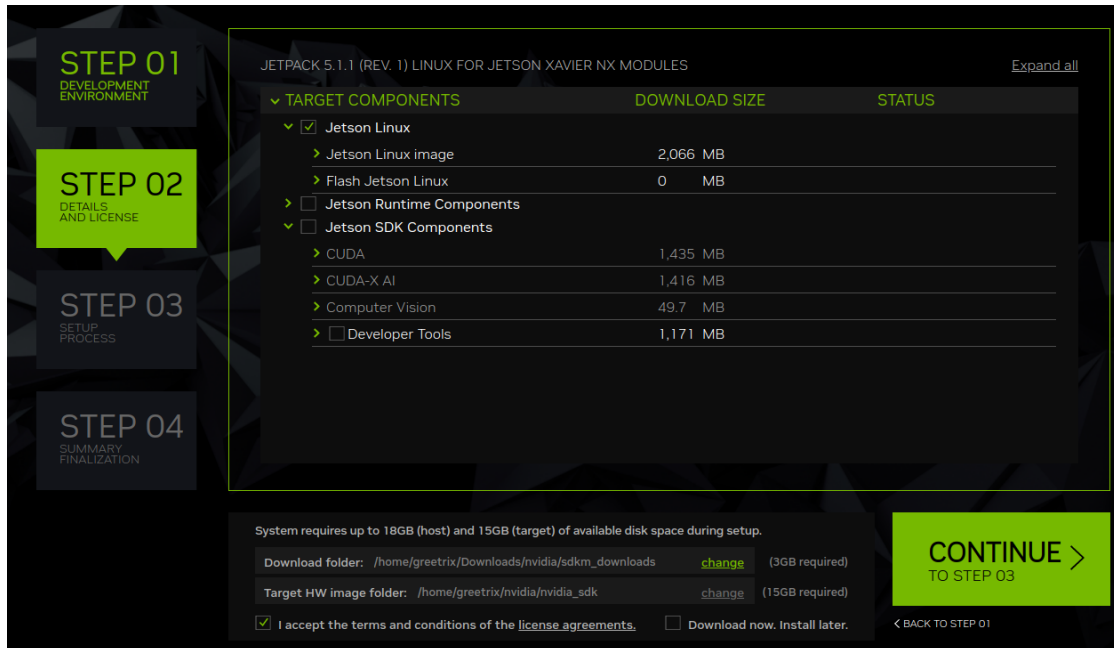 STEP 01
DEVELOPMENT
ENVIRONMENT
STEP 02
DETAILS
AND LICENSE
STEP 03
SETUP
PROCESS
STEP 04
SUMMARY
FINALIZATION
JETPACK 5.1.1 (REV. 1) LINUX FOR JETSON XAVIER NX MODULES Expand all
TARGET COMPONENTS DOWNLOAD SIZE STATUS
Jetson Linux
Jetson Linux image 2,066 MB
Flash Jetson Linux 0 MB
Jetson Runtime Components
Jetson SDK Components
CUDA 1,435 MB
CUDA-X AI 1,416 MB
Computer Vision 49.7 MB
Developer Tools 1,171 MB
System requires up to 18GB (host) and 15GB (target) of available disk space during setup.
Download folder: /home/greetrix/Downloads/nvidia/sdkm_downloads change (3GB required)
Target HW image folder: /home/greetrix/nvidia/nvidia_sdk change (15GB required)
I accept the terms and conditions of the license agreements. Download now. Install later.
CONTINUE
TO STEP 03
BACK TO STEP 01